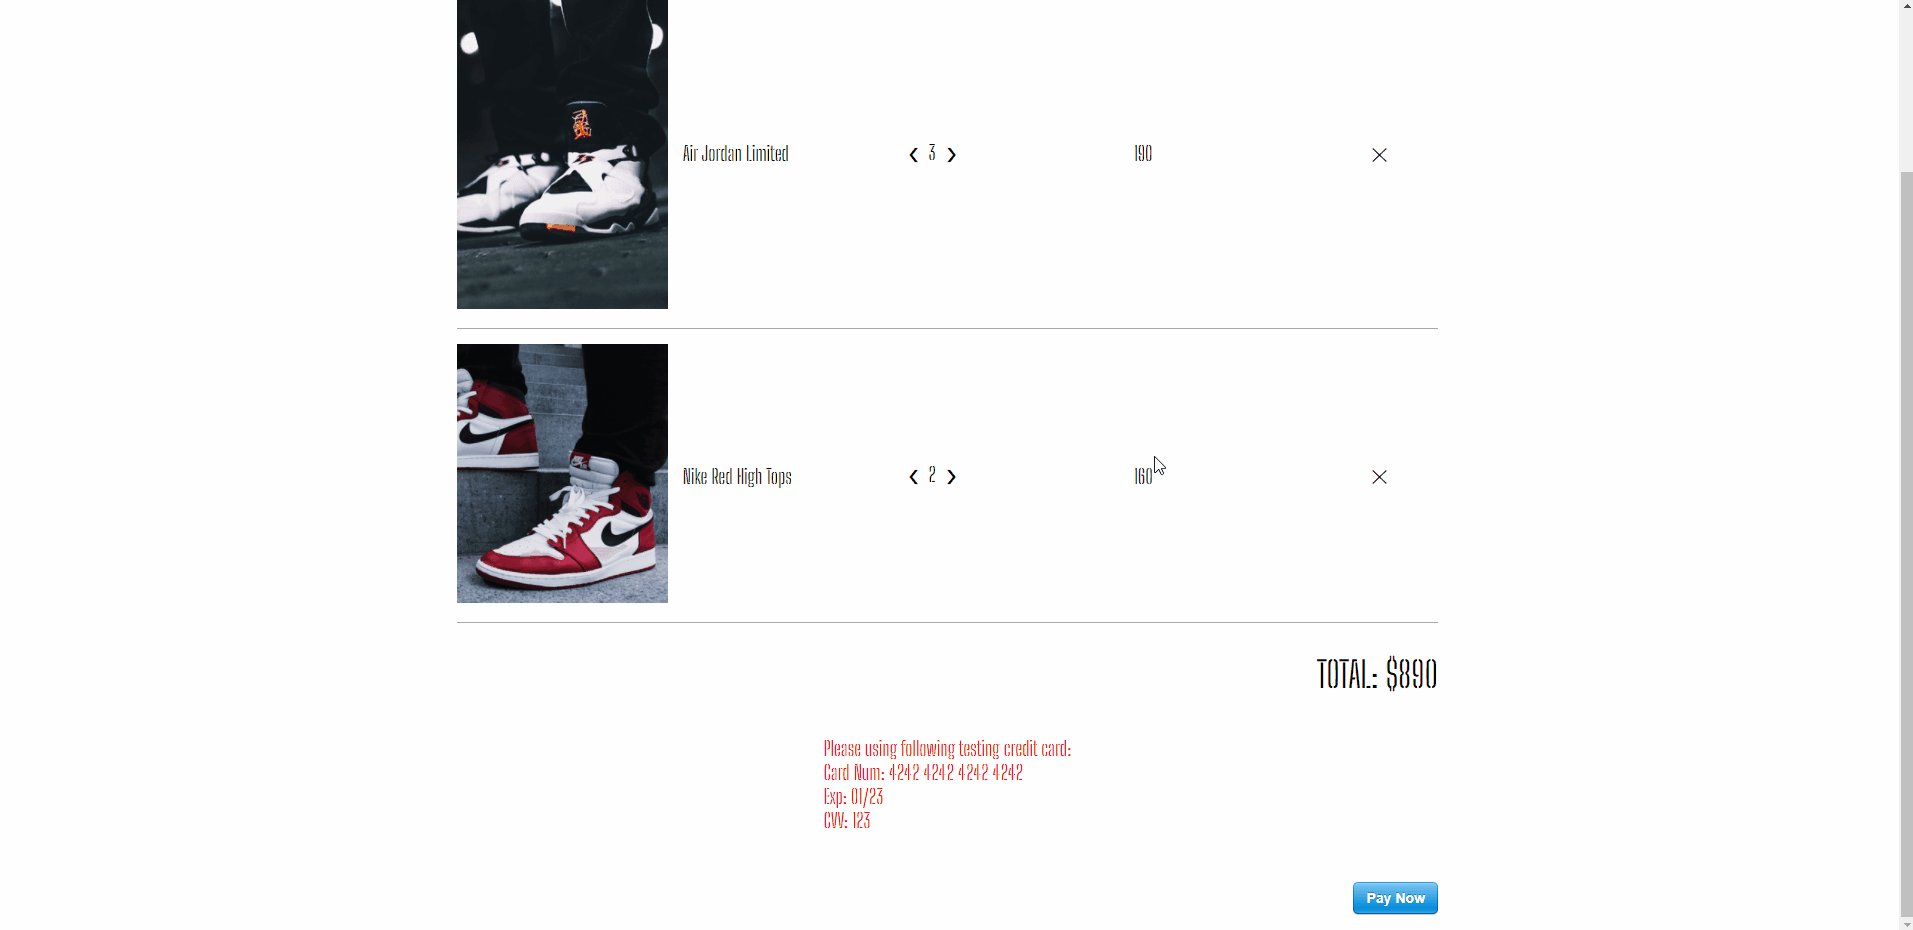 Air Jordan Limited ❮ 3 ❯ 190 ✕
Nike Red High Tops ❮ 2 ❯ 160 ✕
TOTAL: $890
Please using following testing credit card:
Card Num: 4242 4242 4242 4242
Exp: 01/23
CVV: 123
Pay Now